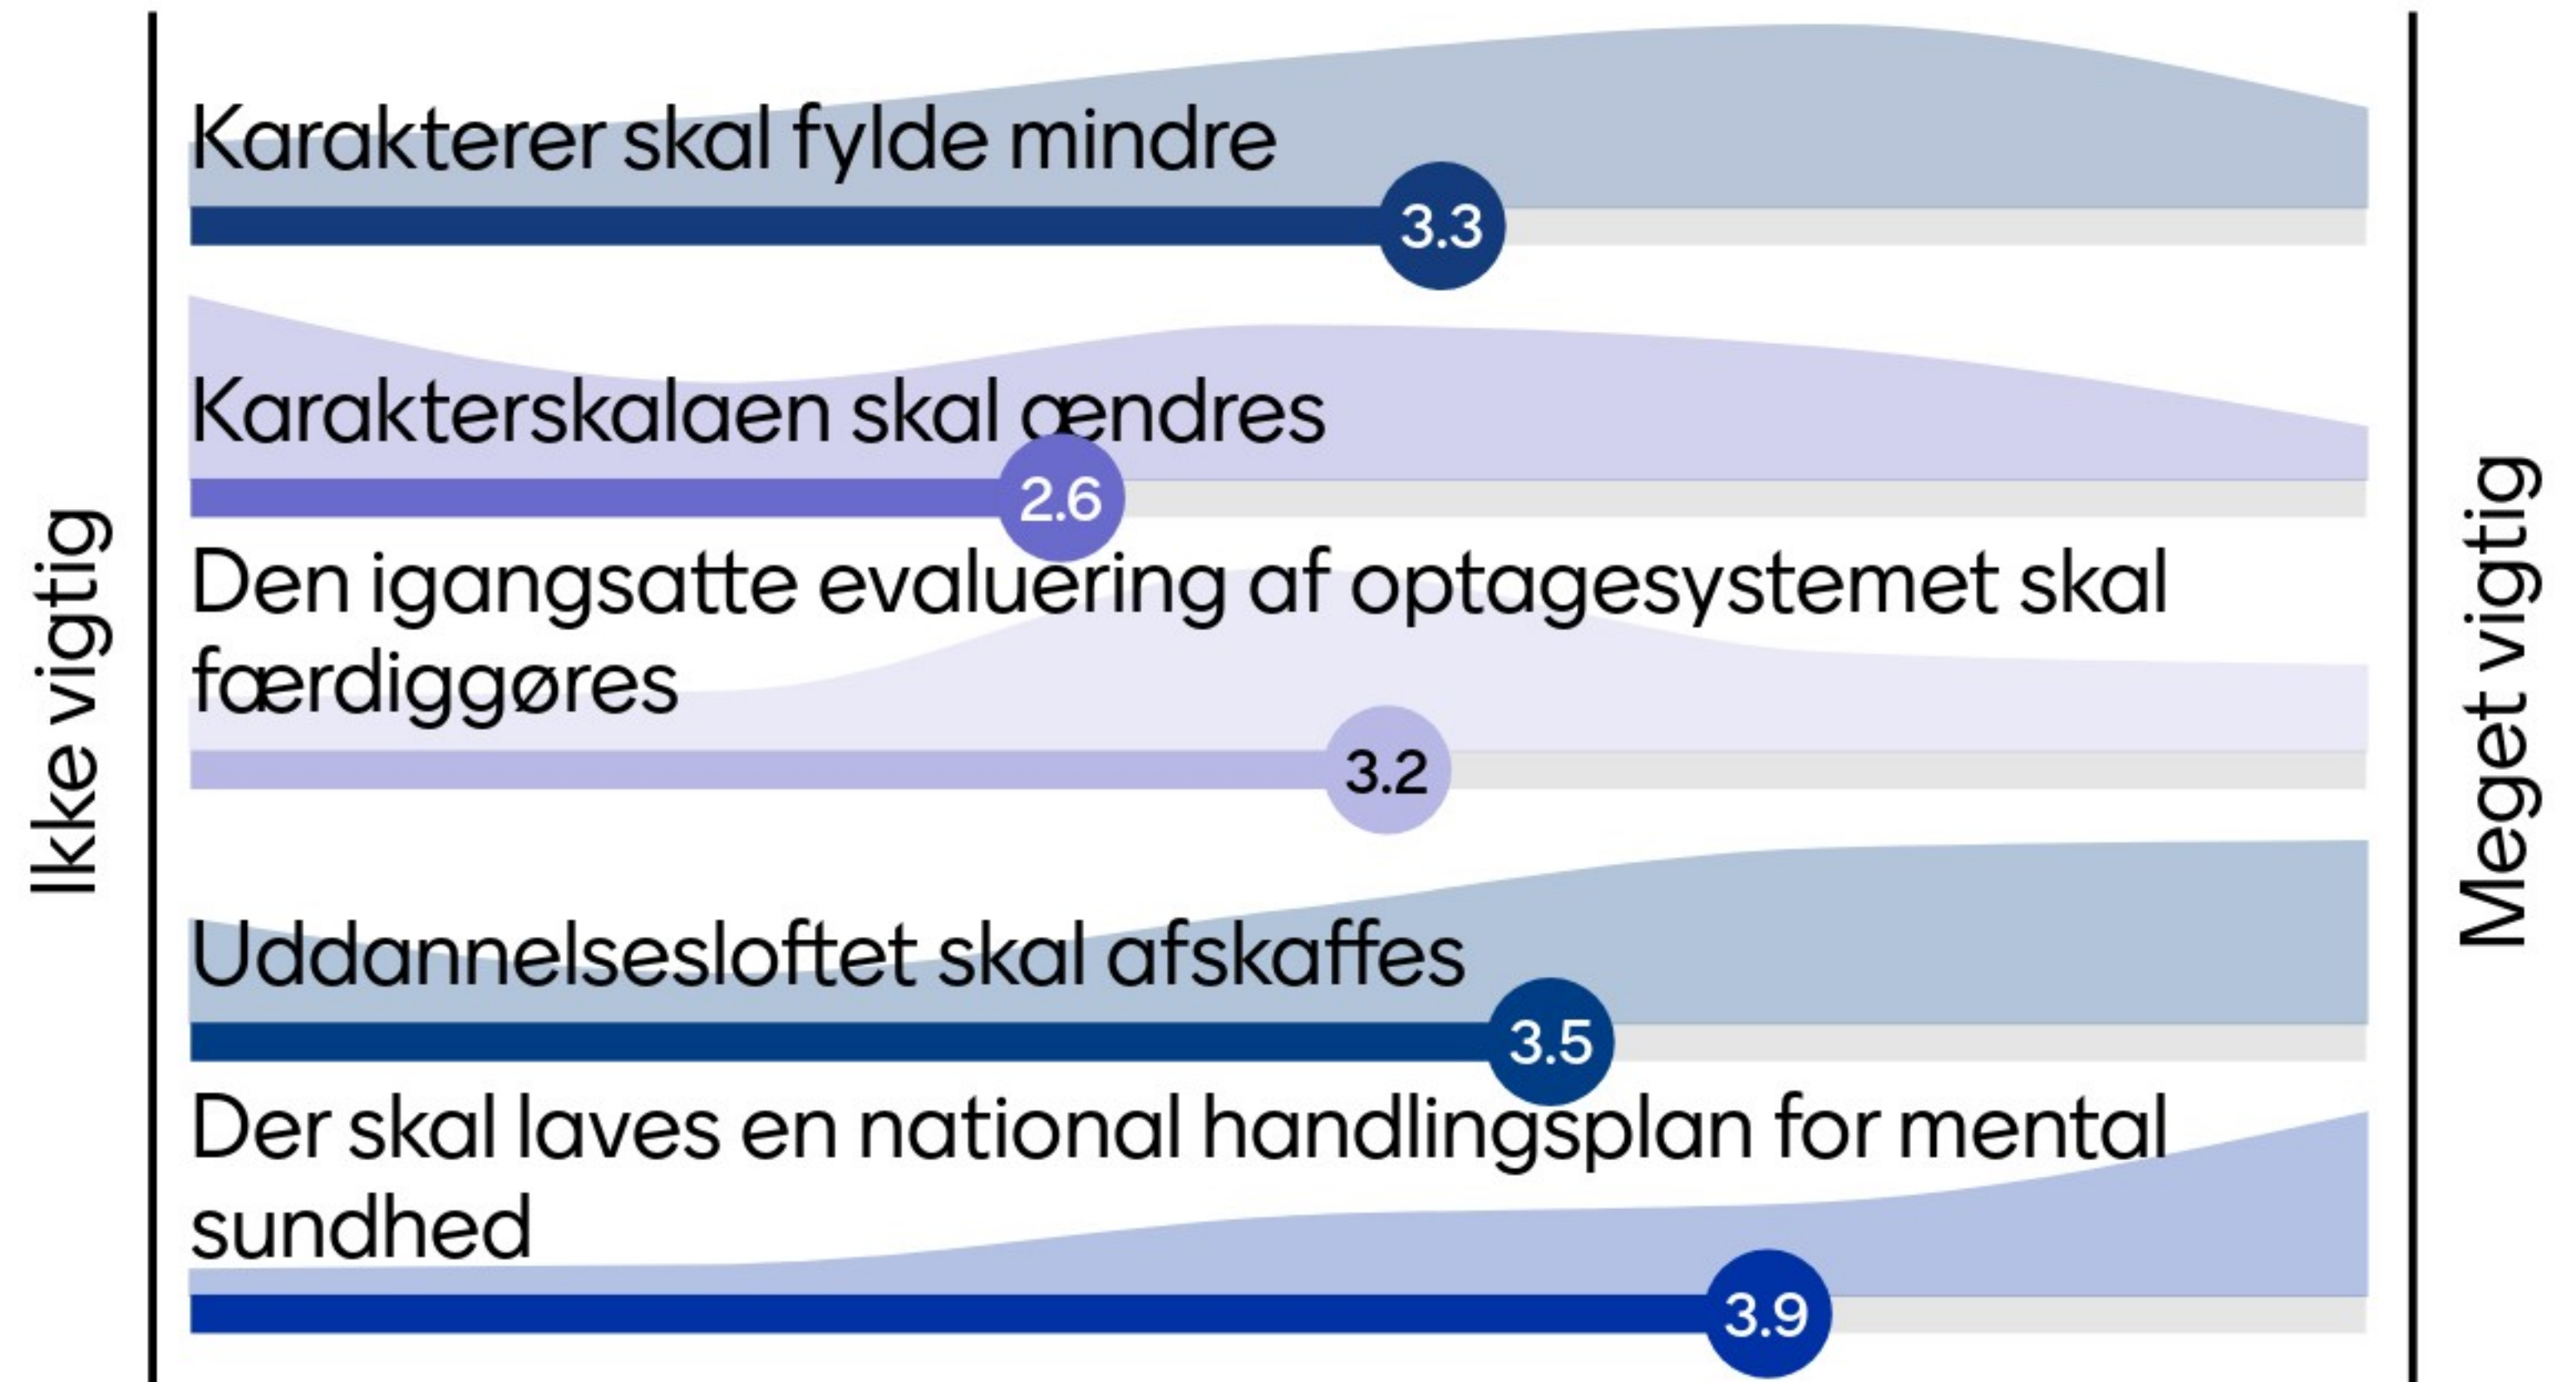 Karakterer skal fylde mindre
3.3
Karakterskalaen skal ændres
2.6
Den igangsatte evaluering af optagesystemet skal
færdiggøres
3.2
Uddannelsesloftet skal afskaffes
3.5
Der skal laves en national handlingsplan for mental
sundhed
3.9
Ikke vigtig
Meget vigtig